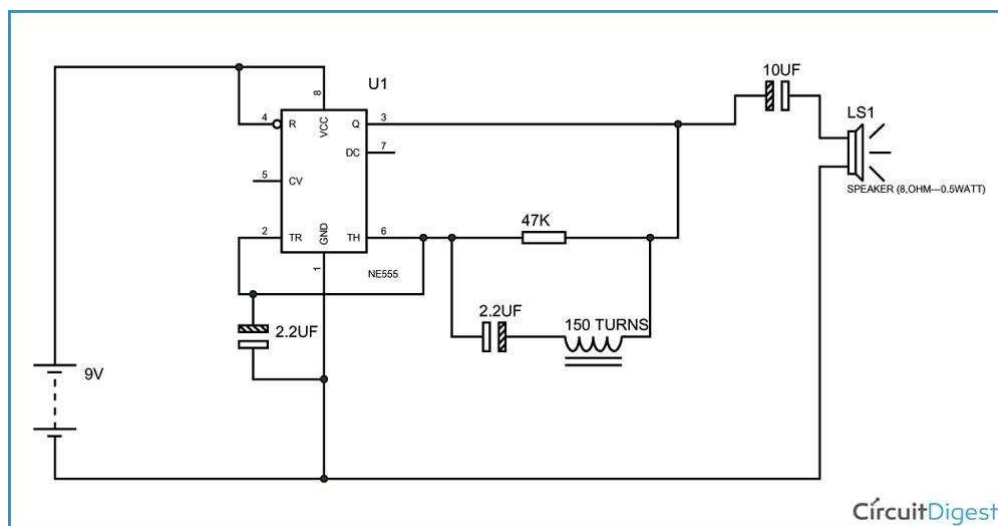 U1
10UF
LS1
SPEAKER (8,OHM---0.5WATT)
8
4
R
VCC
Q
3
DC
7
5
CV
2
TR
GND
TH
6
1
NE555
47K
2.2UF
2.2UF
150 TURNS
9V
CircuitDigest